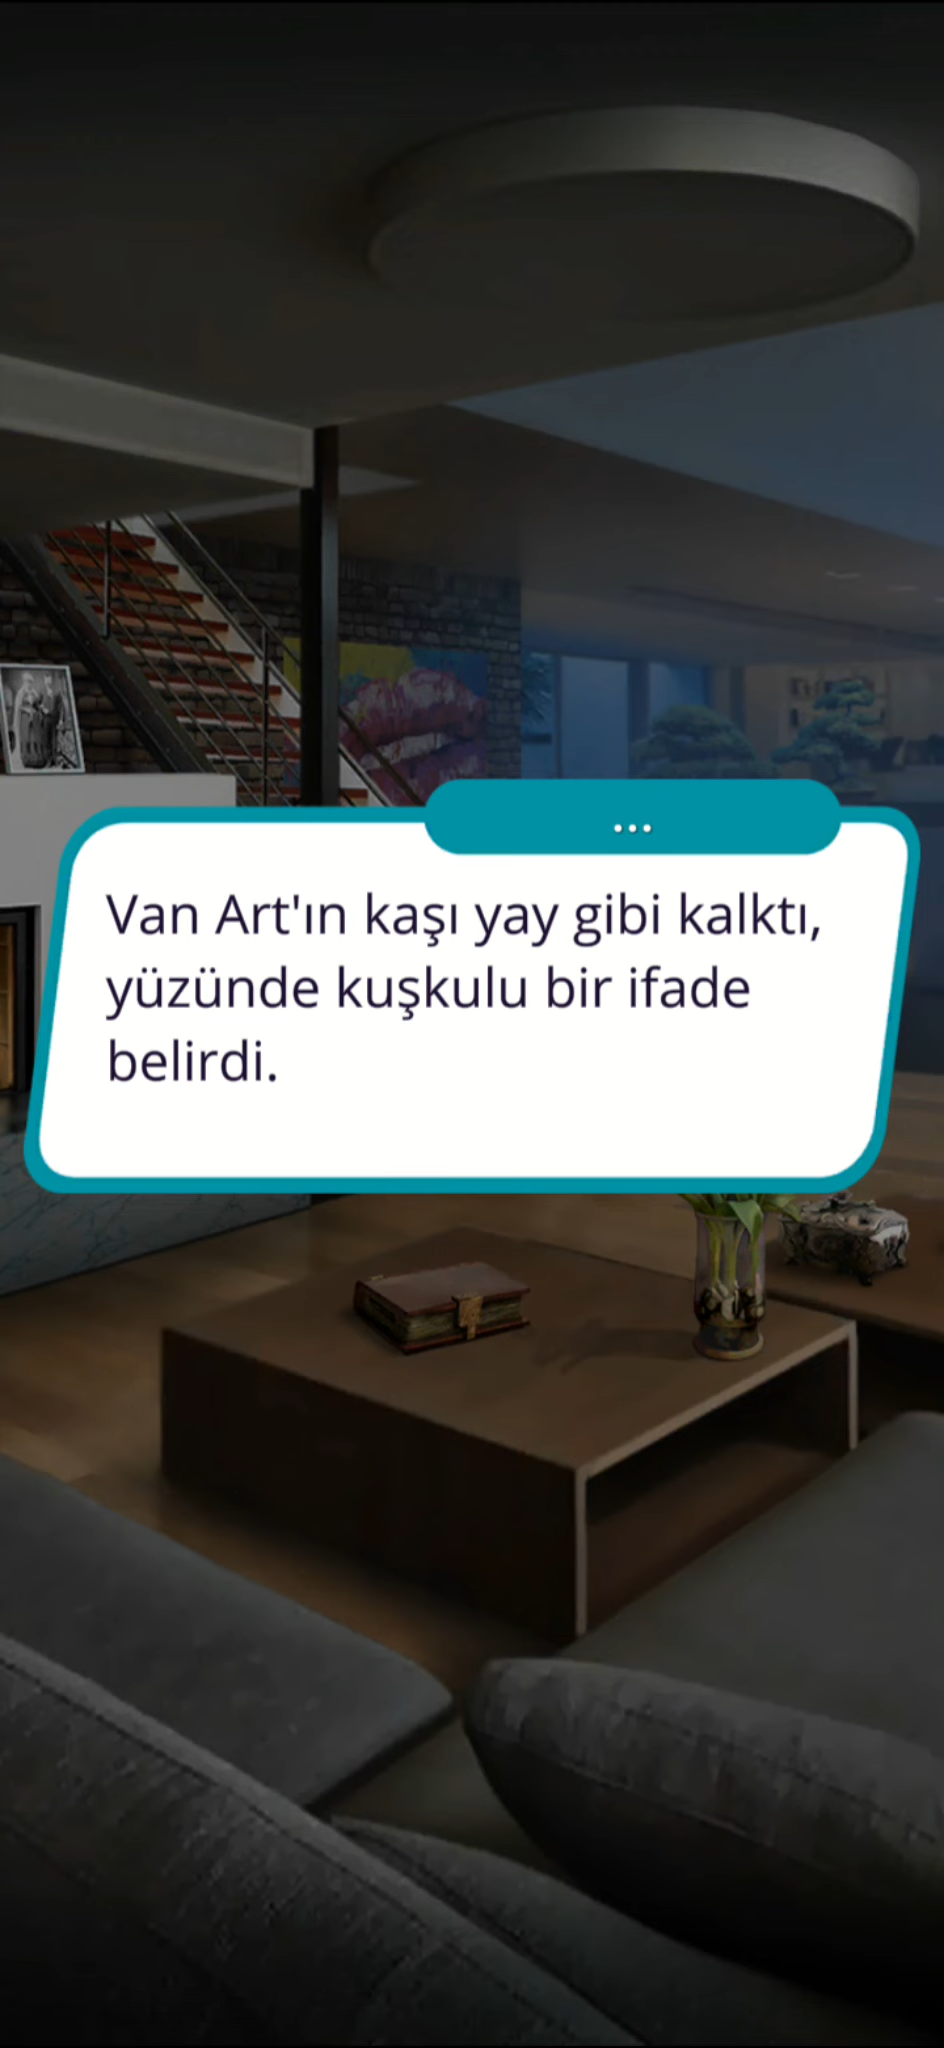 ...
Van Art'ın kaşı yay gibi kalktı,
yüzünde kuşkulu bir ifade
belirdi.